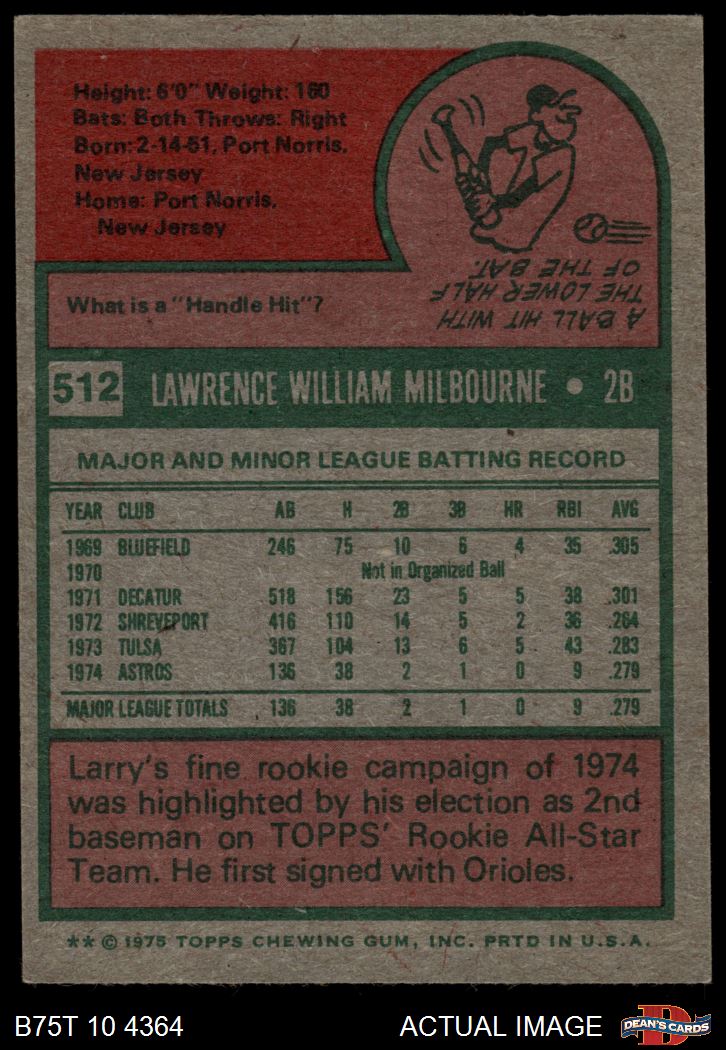 Height: 6'0" Weight: 160
Bats: Both Throws: Right
Born: 2-14-51, Port Norris,
New Jersey
Home: Port Norris,
New Jersey
What is a "Handle Hit"?
A BALL HIT WITH
THE LOWER HALF
OF THE BAT.
512 LAWRENCE WILLIAM MILBOURNE • 2B
MAJOR AND MINOR LEAGUE BATTING RECORD
YEAR CLUB AB H 2B 3B HR RBI AVG
1969 BLUEFIELD 246 75 10 6 4 35 .305
1970 Not in Organized Ball
1971 DECATUR 518 156 23 5 5 38 .301
1972 SHREVEPORT 416 110 14 5 2 36 .264
1973 TULSA 367 104 13 6 5 43 .283
1974 ASTROS 136 38 2 1 0 9 .279
MAJOR LEAGUE TOTALS 136 38 2 1 0 9 .279
Larry's fine rookie campaign of 1974
was highlighted by his election as 2nd
baseman on TOPPS' Rookie All-Star
Team. He first signed with Orioles.
** © 1975 TOPPS CHEWING GUM, INC. PRTD IN U.S.A.
B75T 10 4364 ACTUAL IMAGE
D
DEAN'S CARDS